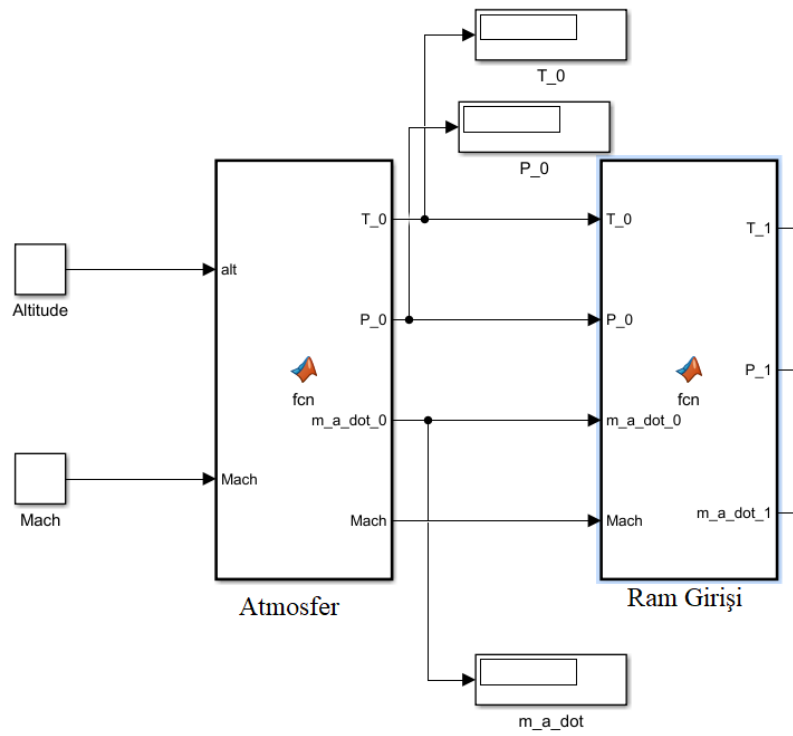 T_0
P_0
Altitude
Mach
alt
Mach
T_0
P_0
fcn
m_a_dot_0
Mach
Atmosfer
T_0
P_0
m_a_dot_0
Mach
fcn
T_1
P_1
m_a_dot_1
Ram Girişi
m_a_dot